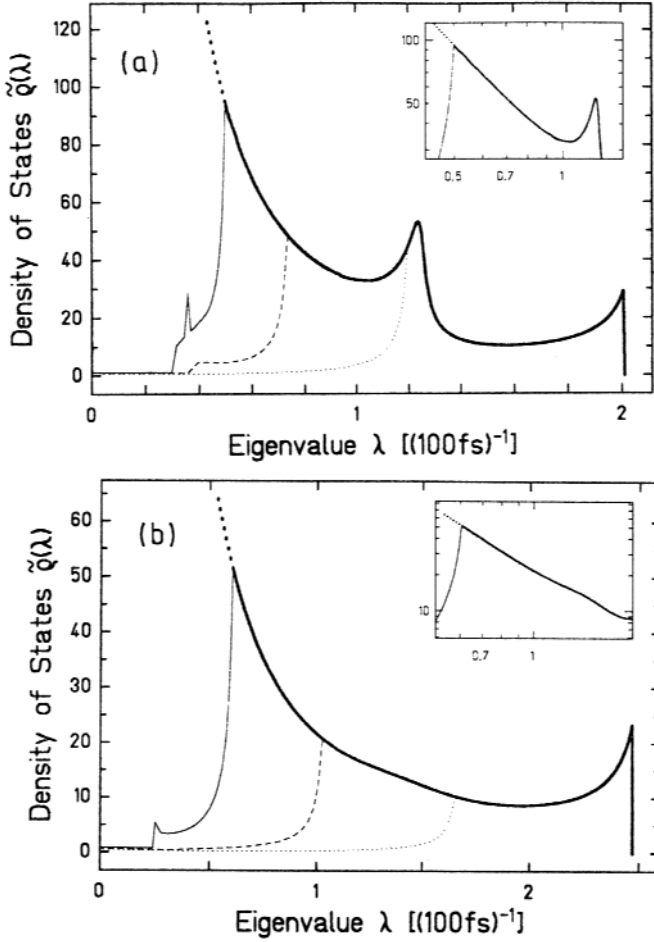 120
100
80
60
40
20
0
Density of States ϱ̃(λ)
(a)
100
50
0.5 0.7 1
0 1 2
Eigenvalue λ [(100fs)⁻¹]
60
50
40
30
20
10
0
Density of States ϱ̃(λ)
(b)
10
0.7 1
0 1 2
Eigenvalue λ [(100fs)⁻¹]